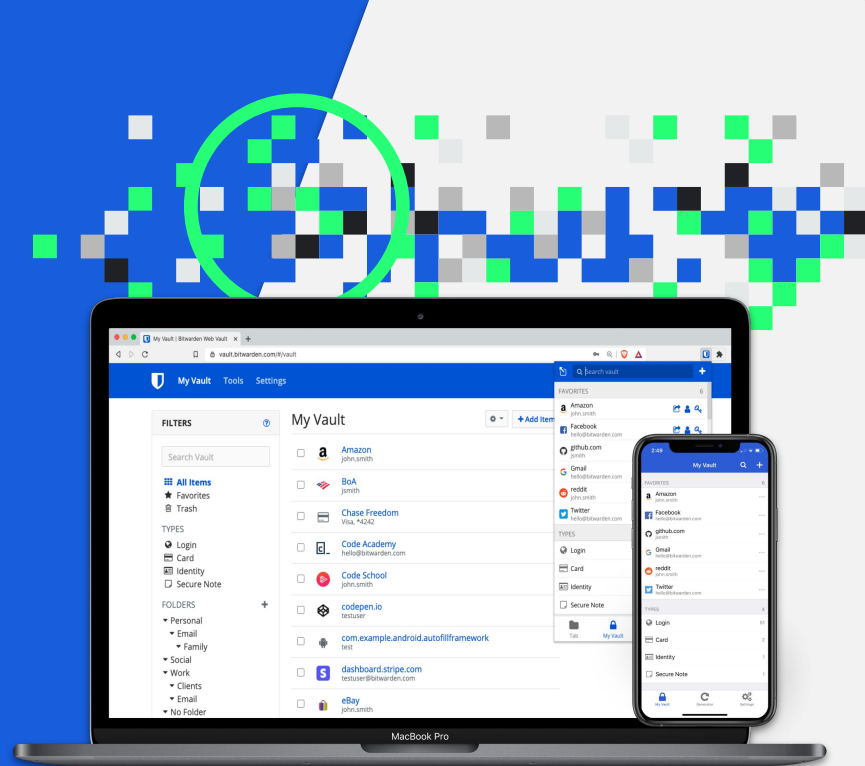 My Vault | Bitwarden Web Vault
vault.bitwarden.com/#/vault
My Vault Tools Settings
FILTERS
Search Vault
All Items
Favorites
Trash
TYPES
Login
Card
Identity
Secure Note
FOLDERS +
Personal
Email
Family
Social
Work
Clients
Email
No Folder
My Vault
+ Add Item
Amazon
john.smith
BoA
jsmith
Chase Freedom
Visa, *4242
Code Academy
hello@bitwarden.com
Code School
john.smith
codepen.io
testuser
com.example.android.autofillframework
test
dashboard.stripe.com
testuser@bitwarden.com
eBay
john.smith
Search vault
FAVORITES 6
Amazon
john.smith
Facebook
hello@bitwarden.com
github.com
jsmith
Gmail
hello@bitwarden.com
reddit
john.smith
Twitter
hello@bitwarden.com
TYPES
Login
Card
Identity
Secure Note
Tab My Vault
2:49
My Vault
FAVORITES
Amazon
john.smith
Facebook
hello@bitwarden.com
github.com
jsmith
Gmail
hello@bitwarden.com
reddit
john.smith
Twitter
hello@bitwarden.com
TYPES
Login
Card
Identity
Secure Note
My Vault Generator Settings
MacBook Pro